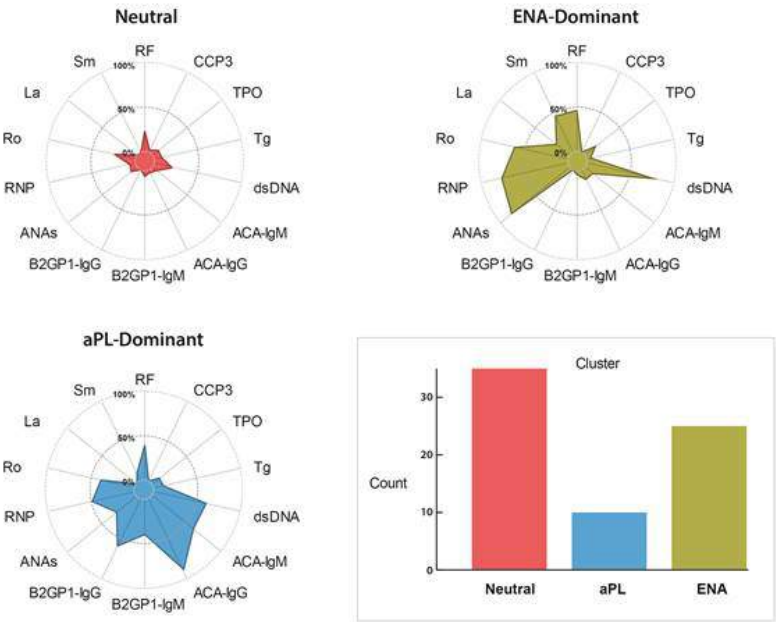 Neutral
RF
CCP3
TPO
Tg
dsDNA
ACA-IgM
ACA-IgG
B2GP1-IgM
B2GP1-IgG
ANAs
RNP
Ro
La
Sm
100%
50%
0%
ENA-Dominant
RF
CCP3
TPO
Tg
dsDNA
ACA-IgM
ACA-IgG
B2GP1-IgM
B2GP1-IgG
ANAs
RNP
Ro
La
Sm
100%
50%
0%
aPL-Dominant
RF
CCP3
TPO
Tg
dsDNA
ACA-IgM
ACA-IgG
B2GP1-IgM
B2GP1-IgG
ANAs
RNP
Ro
La
Sm
100%
50%
0%
Cluster
Count
30
20
10
0
Neutral
aPL
ENA